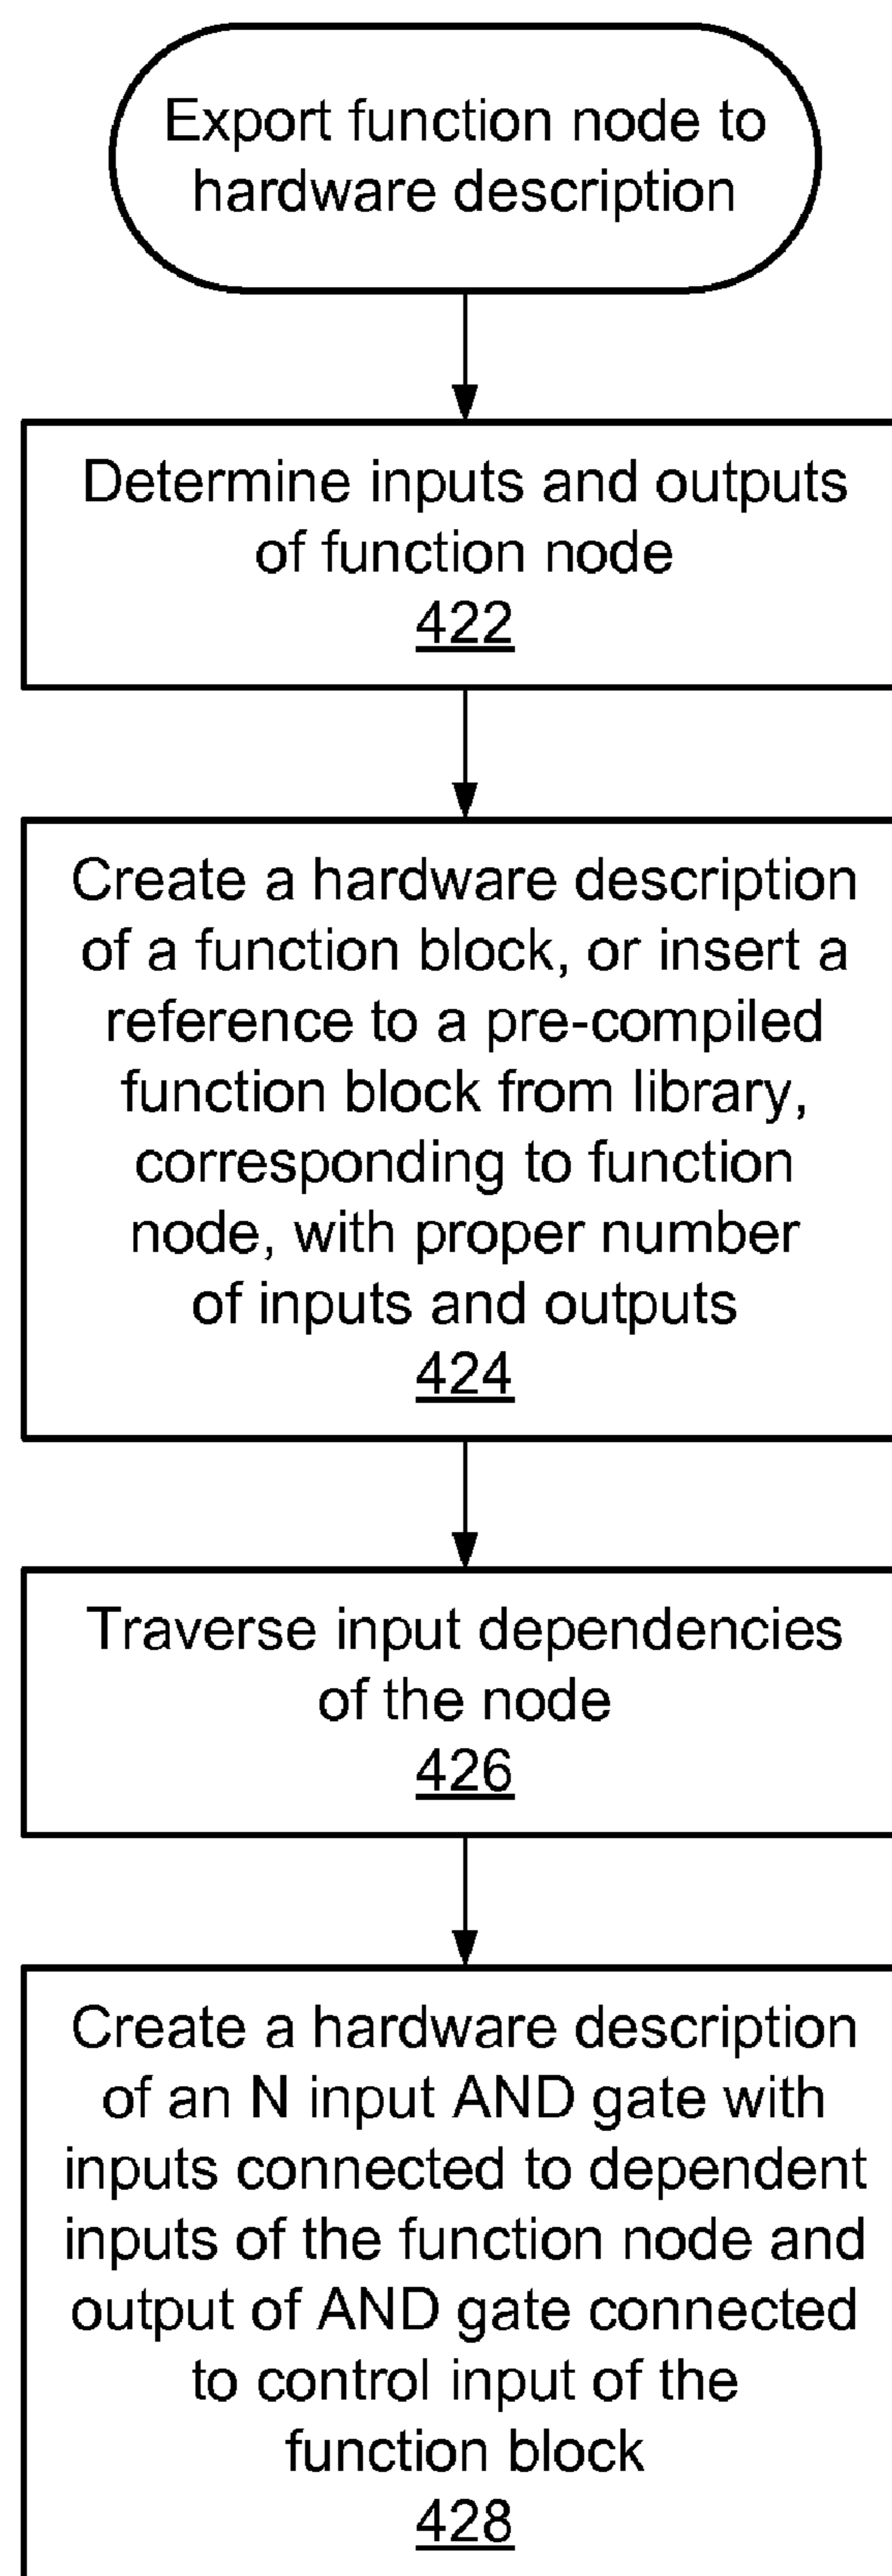 Export function node to
hardware description
Determine inputs and outputs
of function node
422
Create a hardware description
of a function block, or insert a
reference to a pre-compiled
function block from library,
corresponding to function
node, with proper number
of inputs and outputs
424
Traverse input dependencies
of the node
426
Create a hardware description
of an N input AND gate with
inputs connected to dependent
inputs of the function node and
output of AND gate connected
to control input of the
function block
428